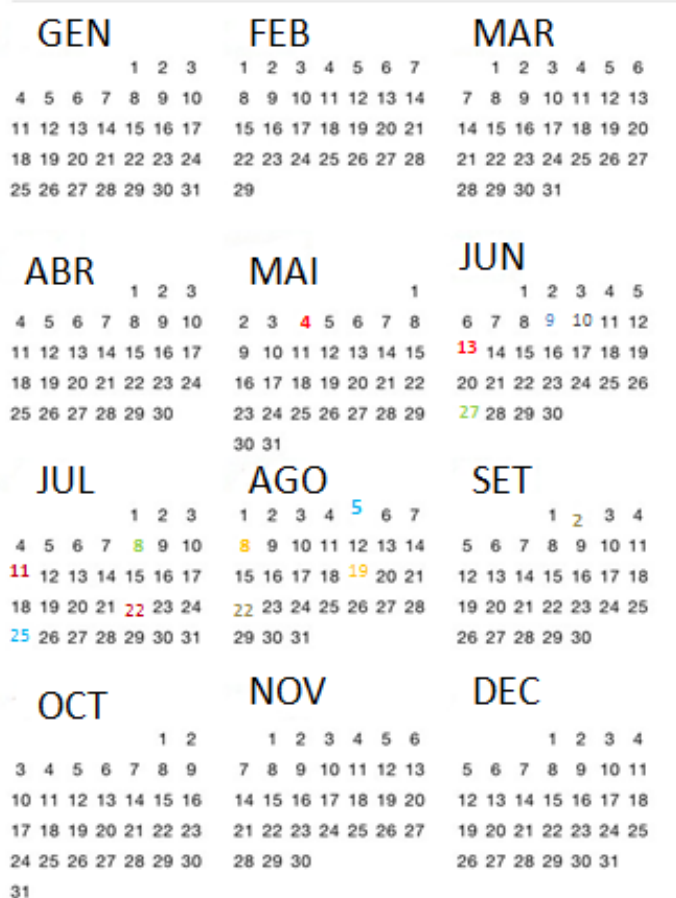 GEN FEB MAR
1 2 3 1 2 3 4 5 6 7 1 2 3 4 5 6
4 5 6 7 8 9 10 8 9 10 11 12 13 14 7 8 9 10 11 12 13
11 12 13 14 15 16 17 15 16 17 18 19 20 21 14 15 16 17 18 19 20
18 19 20 21 22 23 24 22 23 24 25 26 27 28 21 22 23 24 25 26 27
25 26 27 28 29 30 31 29 28 29 30 31
ABR MAI JUN
1 2 3 1 1 2 3 4 5
4 5 6 7 8 9 10 2 3 4 5 6 7 8 6 7 8 9 10 11 12
11 12 13 14 15 16 17 9 10 11 12 13 14 15 13 14 15 16 17 18 19
18 19 20 21 22 23 24 16 17 18 19 20 21 22 20 21 22 23 24 25 26
25 26 27 28 29 30 23 24 25 26 27 28 29 27 28 29 30
30 31
JUL AGO SET
1 2 3 1 2 3 4 5 6 7 1 2 3 4
4 5 6 7 8 9 10 8 9 10 11 12 13 14 5 6 7 8 9 10 11
11 12 13 14 15 16 17 15 16 17 18 19 20 21 12 13 14 15 16 17 18
18 19 20 21 22 23 24 22 23 24 25 26 27 28 19 20 21 22 23 24 25
25 26 27 28 29 30 31 29 30 31 26 27 28 29 30
OCT NOV DEC
1 2 1 2 3 4 5 6 1 2 3 4
3 4 5 6 7 8 9 7 8 9 10 11 12 13 5 6 7 8 9 10 11
10 11 12 13 14 15 16 14 15 16 17 18 19 20 12 13 14 15 16 17 18
17 18 19 20 21 22 23 21 22 23 24 25 26 27 19 20 21 22 23 24 25
24 25 26 27 28 29 30 28 29 30 26 27 28 29 30 31
31